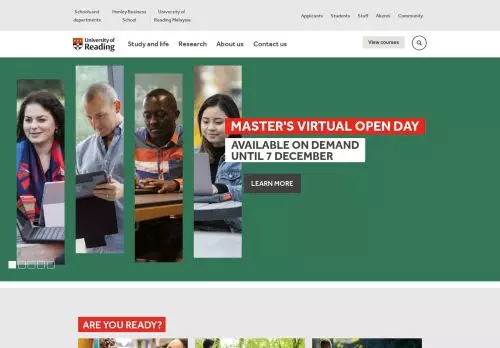 Schools and
departments
Henley Business
School
University of
Reading Malaysia
Applicants
Students
Staff
Alumni
Community
University of
Reading
Study and life
Research
About us
Contact us
View courses
MASTER'S VIRTUAL OPEN DAY
AVAILABLE ON DEMAND
UNTIL 7 DECEMBER
LEARN MORE
ARE YOU READY?